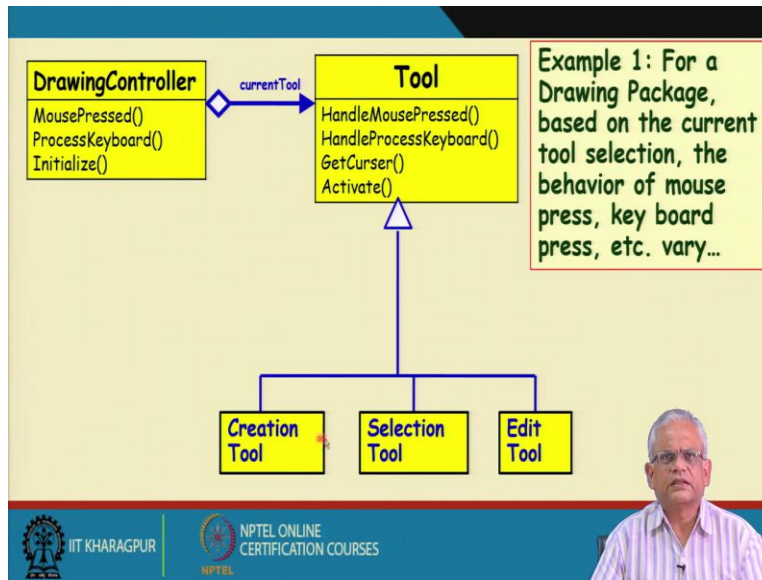 DrawingController
MousePressed()
ProcessKeyboard()
Initialize()
currentTool
Tool
HandleMousePressed()
HandleProcessKeyboard()
GetCurser()
Activate()
Example 1: For a
Drawing Package,
based on the current
tool selection, the
behavior of mouse
press, key board
press, etc. vary...
Creation
Tool
Selection
Tool
Edit
Tool
IIT KHARAGPUR
NPTEL
NPTEL ONLINE
CERTIFICATION COURSES